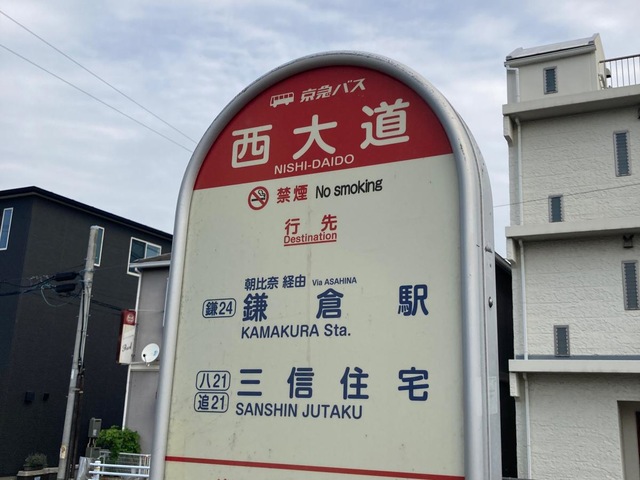 京急バス
西大道
NISHI-DAIDO
禁煙 No smoking
行先
Destination
朝比奈 経由 Via ASAHINA
鎌24 鎌倉駅
KAMAKURA Sta.
八21
追21
三信住宅
SANSHIN JUTAKU